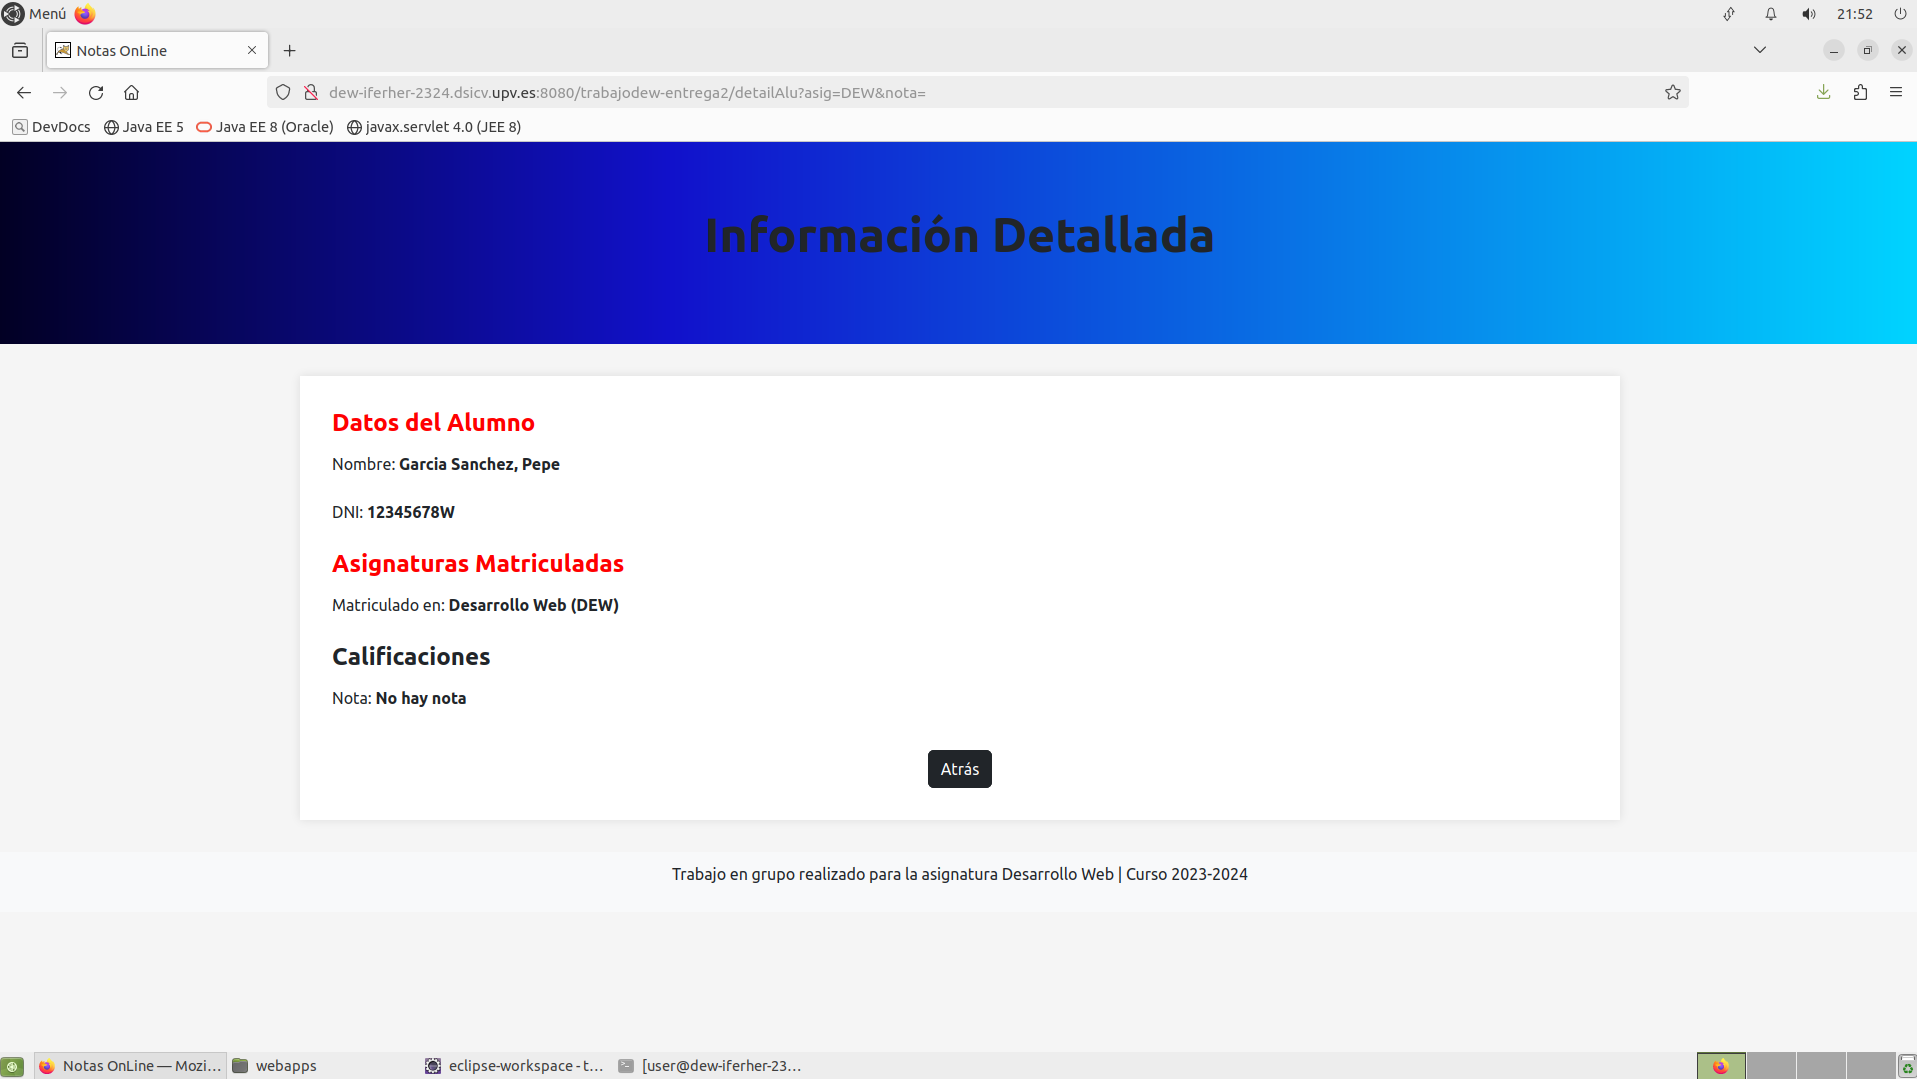 Menú
21:52
Notas OnLine
dew-iferher-2324.dsicv.upv.es:8080/trabajodew-entrega2/detailAlu?asig=DEW&nota=
DevDocs Java EE 5 Java EE 8 (Oracle) javax.servlet 4.0 (JEE 8)
Información Detallada
Datos del Alumno
Nombre: Garcia Sanchez, Pepe
DNI: 12345678W
Asignaturas Matriculadas
Matriculado en: Desarrollo Web (DEW)
Calificaciones
Nota: No hay nota
Atrás
Trabajo en grupo realizado para la asignatura Desarrollo Web | Curso 2023-2024
Notas OnLine — Mozi... webapps eclipse-workspace - t... [user@dew-iferher-23...